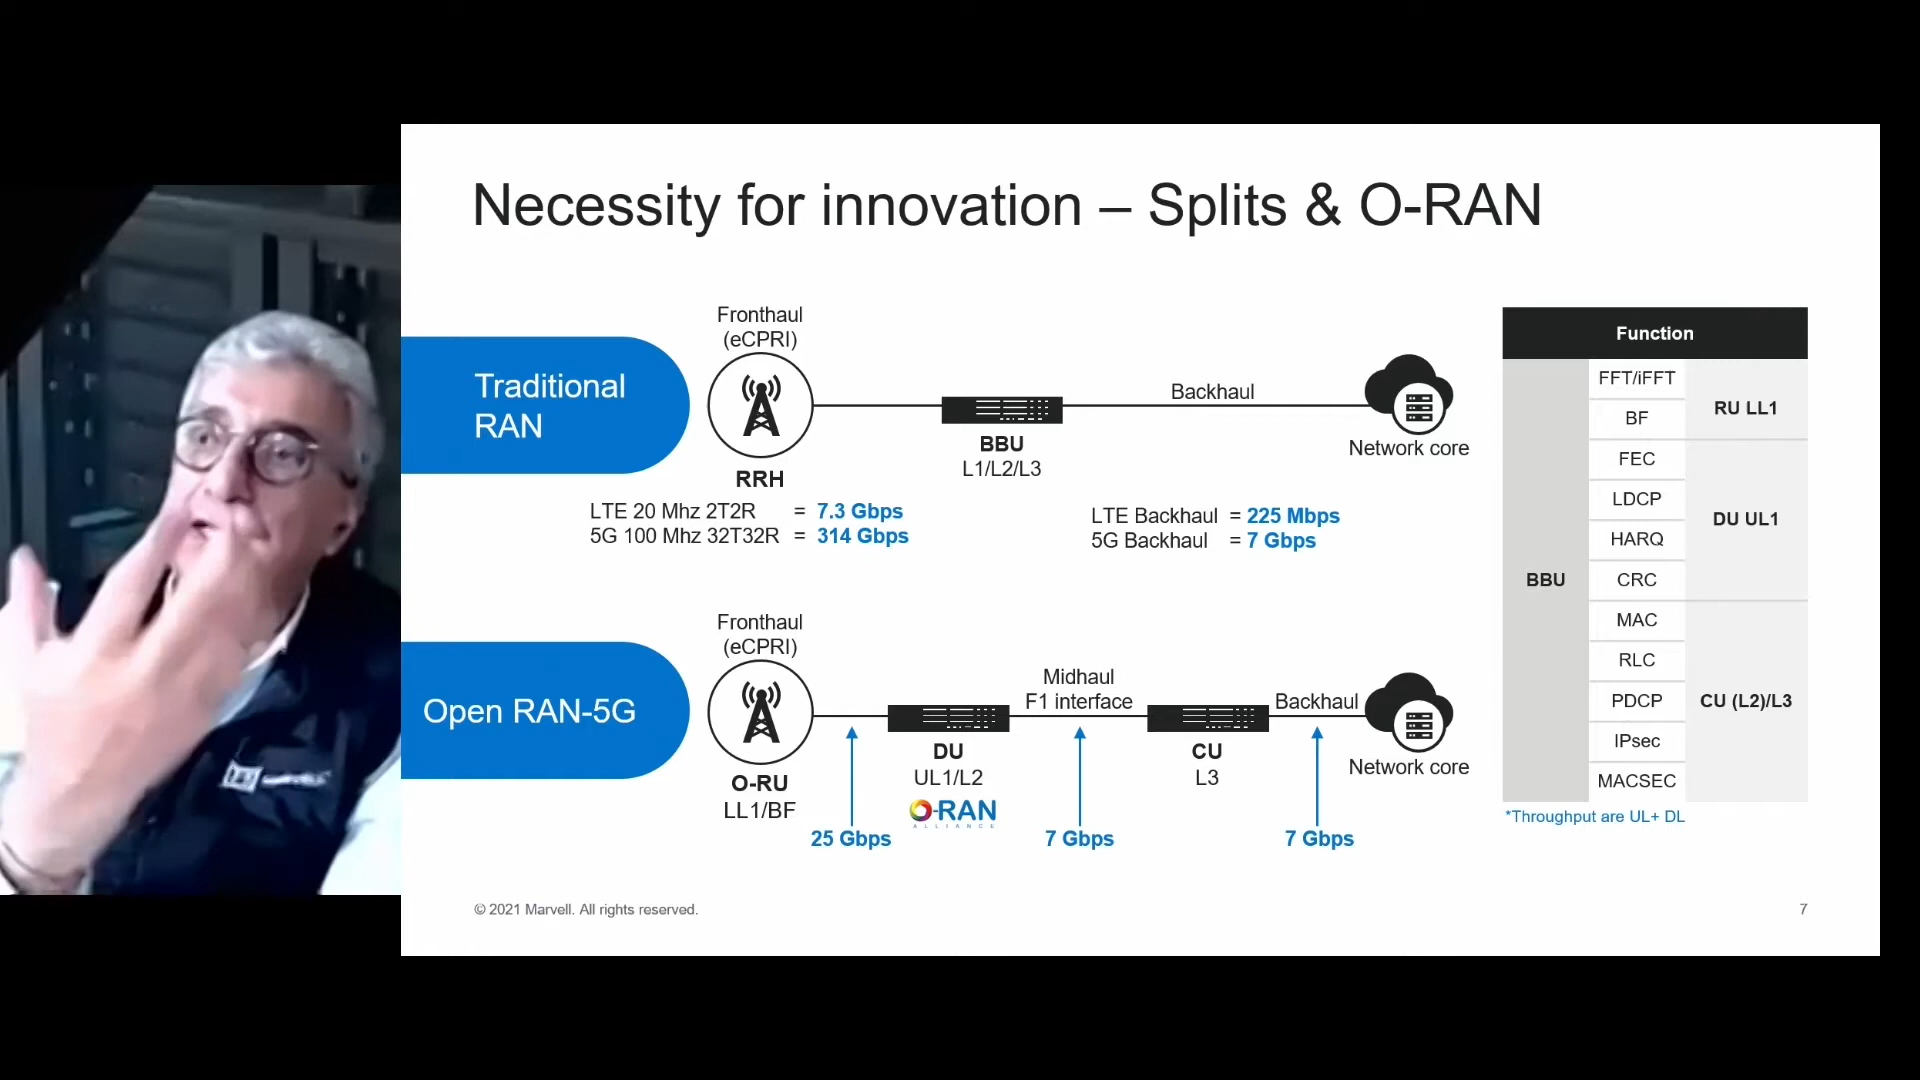 Necessity for innovation – Splits & O-RAN
Traditional
RAN
Fronthaul
(eCPRI)
RRH
LTE 20 Mhz 2T2R = 7.3 Gbps
5G 100 Mhz 32T32R = 314 Gbps
BBU
L1/L2/L3
Backhaul
LTE Backhaul = 225 Mbps
5G Backhaul = 7 Gbps
Network core
Open RAN-5G
Fronthaul
(eCPRI)
O-RU
LL1/BF
25 Gbps
DU
UL1/L2
O-RAN
ALLIANCE
Midhaul
F1 interface
7 Gbps
CU
L3
Backhaul
7 Gbps
Network core
Function
BBU
FFT/iFFT
BF
RU LL1
FEC
LDCP
HARQ
CRC
DU UL1
MAC
RLC
PDCP
IPsec
MACSEC
CU (L2)/L3
*Throughput are UL+ DL
© 2021 Marvell. All rights reserved.
7
MARVELL